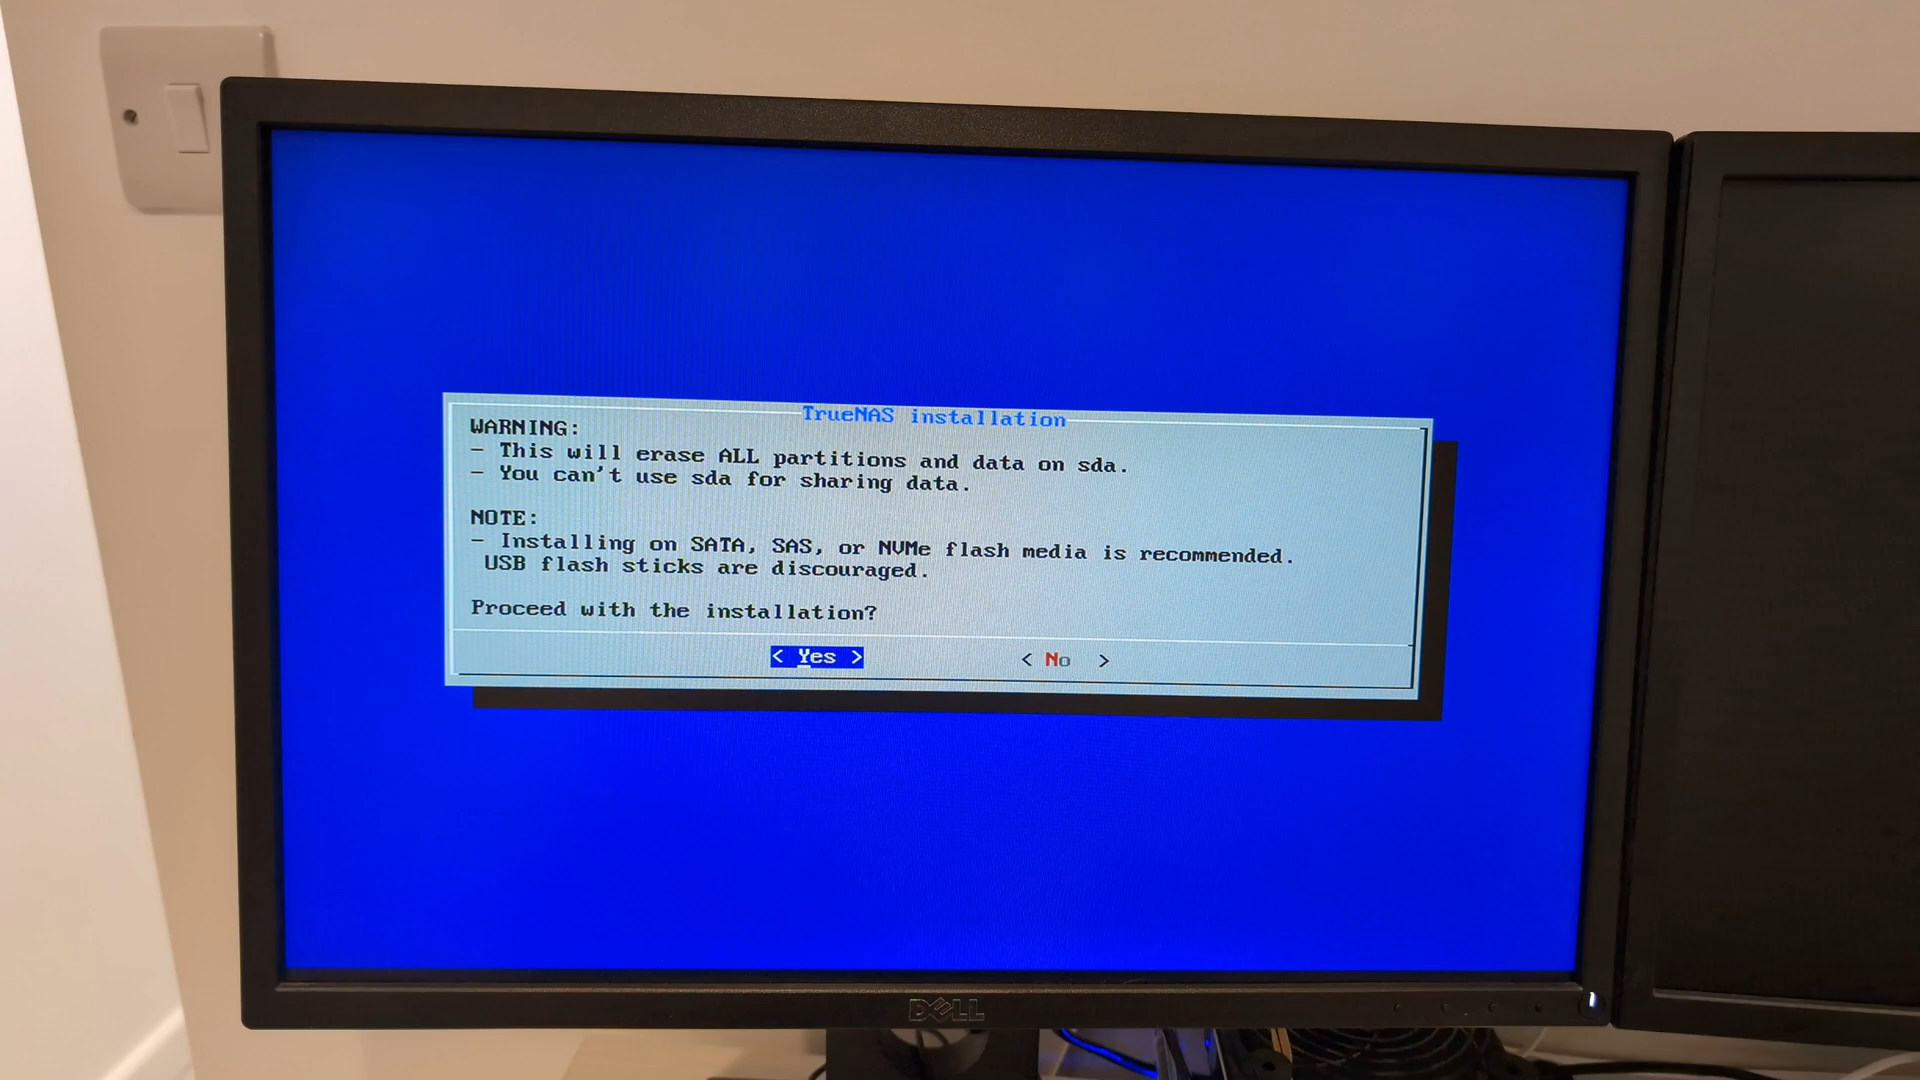 TrueNAS installation
WARNING:
- This will erase ALL partitions and data on sda.
- You can't use sda for sharing data.
NOTE:
- Installing on SATA, SAS, or NVMe flash media is recommended.
USB flash sticks are discouraged.
Proceed with the installation?
< Yes > < No >
DELL